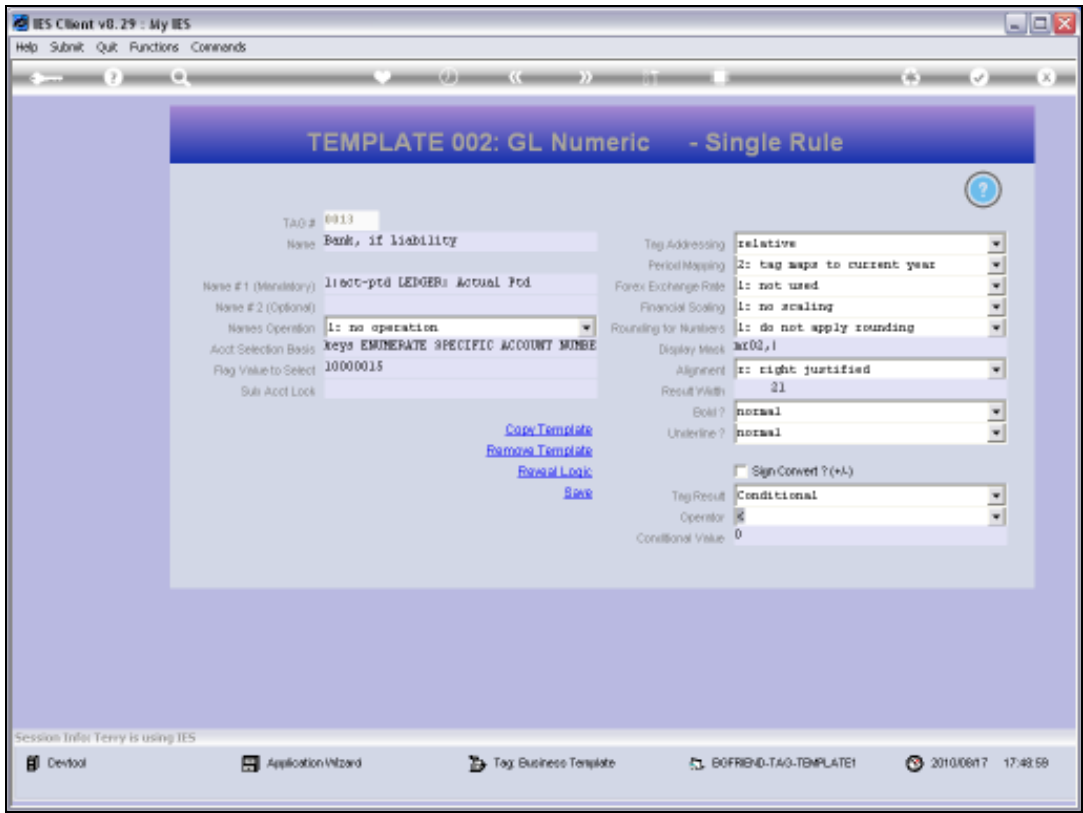 IES Client v8.29 : My IES
Help Submit Quit Functions Commands
TEMPLATE 002: GL Numeric - Single Rule
TAG # 0013
Name Bank, if liability
Name # 1 (Mandatory) 1:act-ptd LEDGER: Actual Ptd
Name # 2 (Optional)
Names Operation 1: no operation
Acct Selection Basis keys ENUMERATE SPECIFIC ACCOUNT NUMBE
Flag Value to Select 10000015
Sub Acct Lock
Copy Template
Remove Template
Reveal Logic
Save
Tag Addressing relative
Period Mapping 2: tag maps to current year
Forex Exchange Rate 1: not used
Financial Scaling 1: no scaling
Rounding for Numbers 1: do not apply rounding
Display Mask mr02,|
Alignment r: right justified
Result Width 21
Bold ? normal
Underline ? normal
Sign Convert ? (+/-)
Tag Result Conditional
Operator <
Conditional Value 0
Session Info: Terry is using IES
Devtool Application Wizard Tag: Business Template BGFRIEND-TAG-TEMPLATE1 2010/08/17 17:48:59